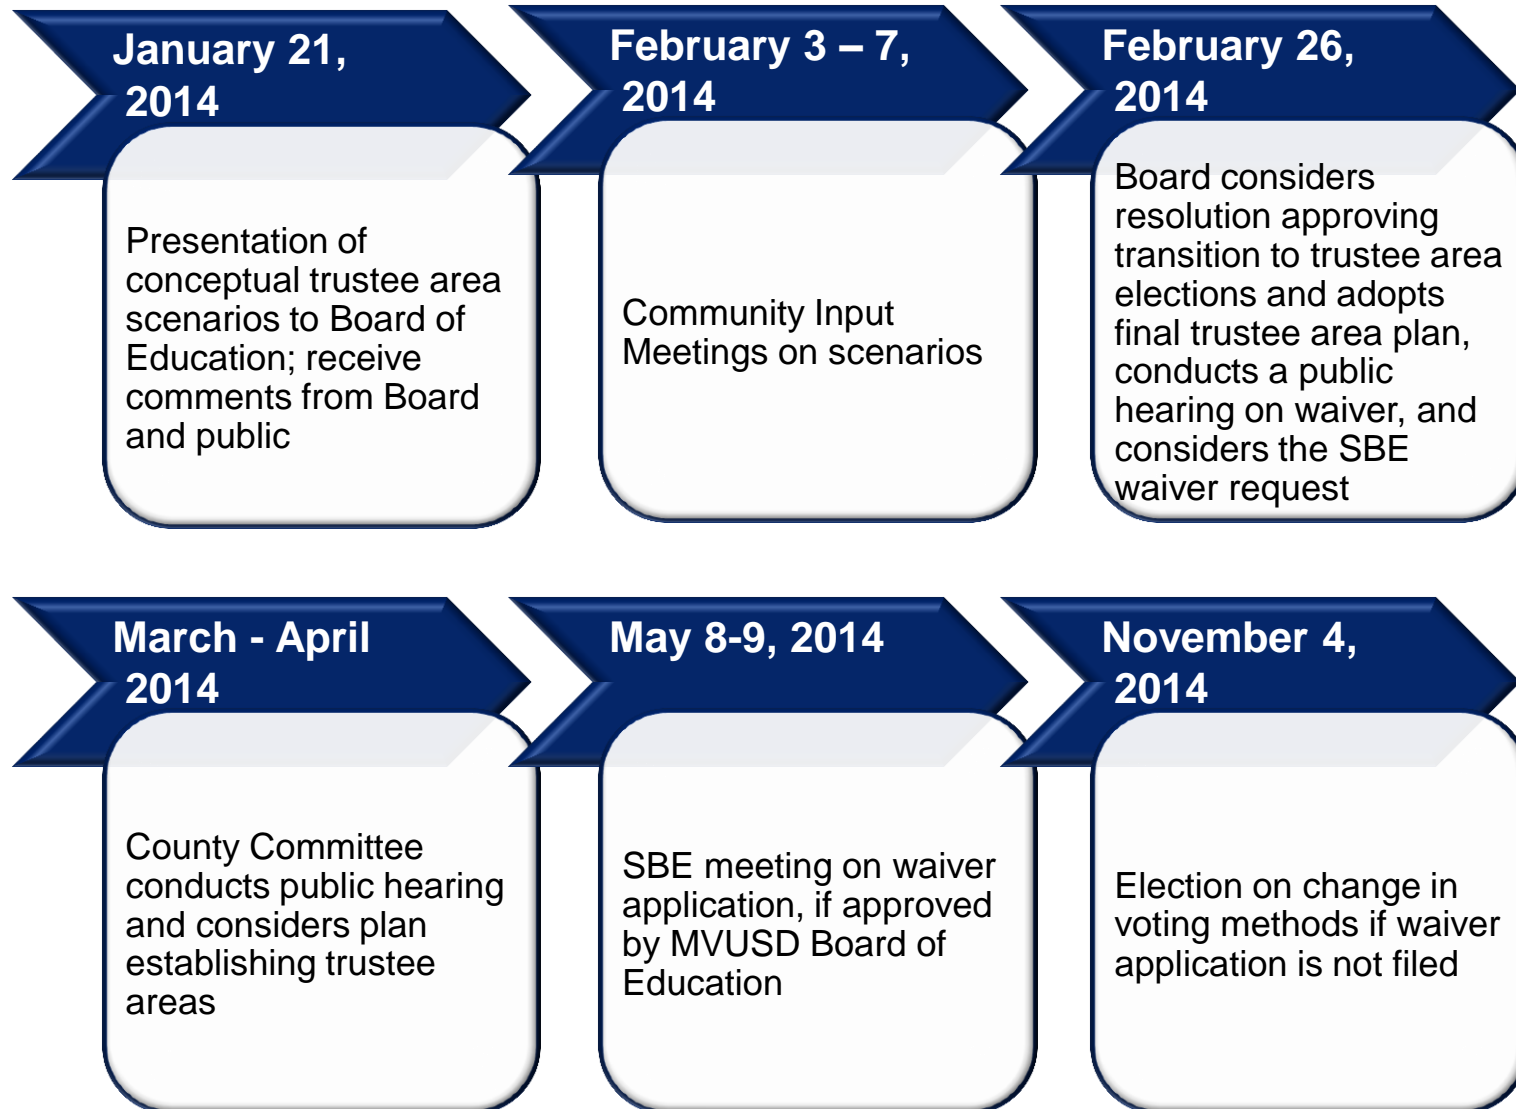 January 21,
2014
Presentation of
conceptual trustee area
scenarios to Board of
Education; receive
comments from Board
and public
February 3 – 7,
2014
Community Input
Meetings on scenarios
February 26,
2014
Board considers
resolution approving
transition to trustee area
elections and adopts
final trustee area plan,
conducts a public
hearing on waiver, and
considers the SBE
waiver request
March - April
2014
County Committee
conducts public hearing
and considers plan
establishing trustee
areas
May 8-9, 2014
SBE meeting on waiver
application, if approved
by MVUSD Board of
Education
November 4,
2014
Election on change in
voting methods if waiver
application is not filed